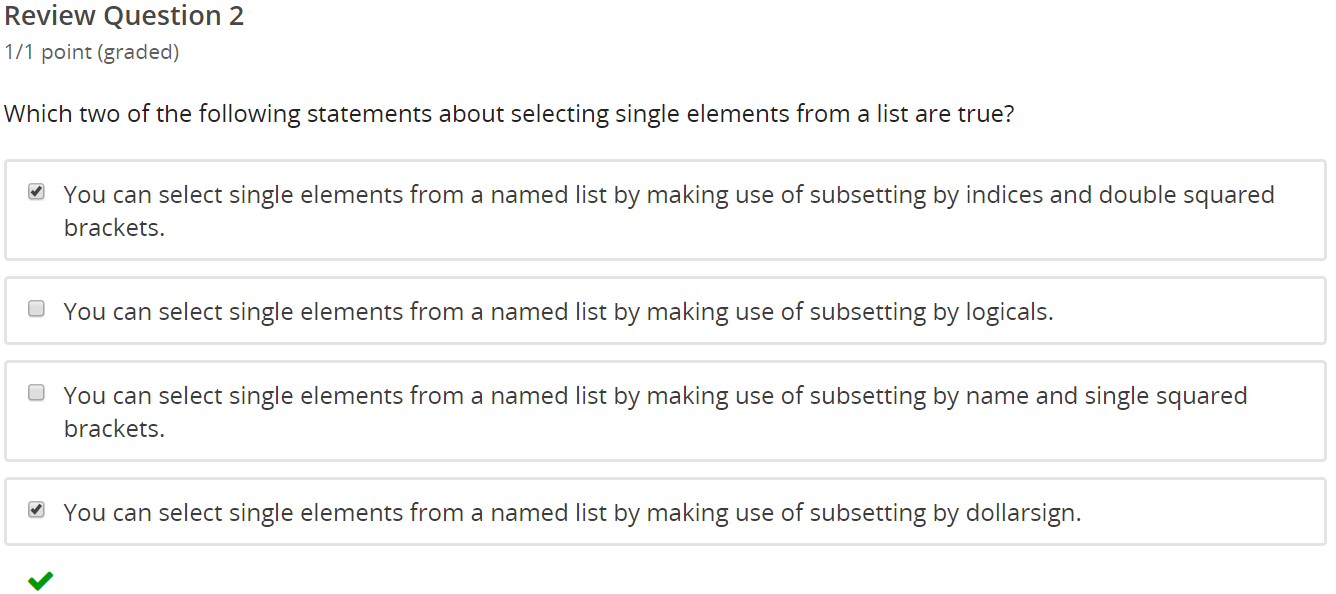 Review Question 2
1/1 point (graded)
Which two of the following statements about selecting single elements from a list are true?
You can select single elements from a named list by making use of subsetting by indices and double squared
brackets.
You can select single elements from a named list by making use of subsetting by logicals.
You can select single elements from a named list by making use of subsetting by name and single squared
brackets.
You can select single elements from a named list by making use of subsetting by dollarsign.